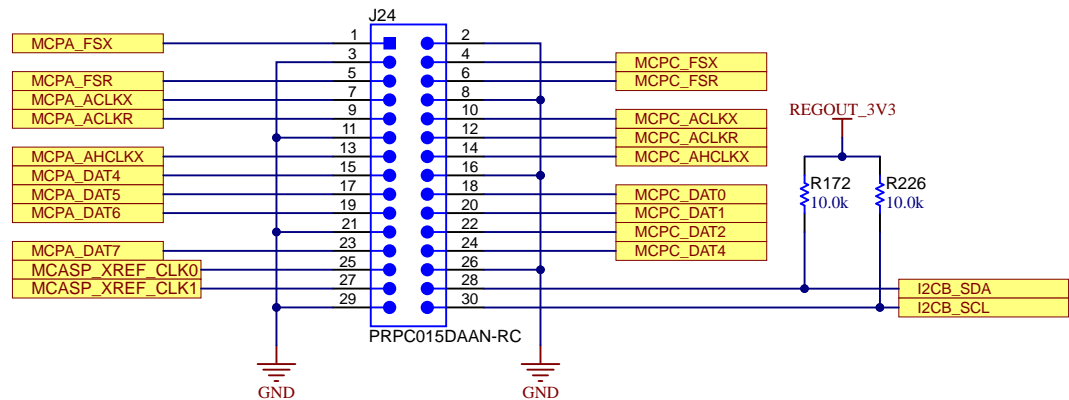 J24
MCPA_FSX 1 2
3 4 MCPC_FSX
MCPA_FSR 5 6 MCPC_FSR
MCPA_ACLKX 7 8
MCPA_ACLKR 9 10 MCPC_ACLKX
11 12 MCPC_ACLKR
MCPA_AHCLKX 13 14 MCPC_AHCLKX
MCPA_DAT4 15 16
MCPA_DAT5 17 18 MCPC_DAT0
MCPA_DAT6 19 20 MCPC_DAT1
21 22 MCPC_DAT2
MCPA_DAT7 23 24 MCPC_DAT4
MCASP_XREF_CLK0 25 26
MCASP_XREF_CLK1 27 28 I2CB_SDA
29 30 I2CB_SCL
PRPC015DAAN-RC
GND
GND
REGOUT_3V3
R172
10.0k
R226
10.0k